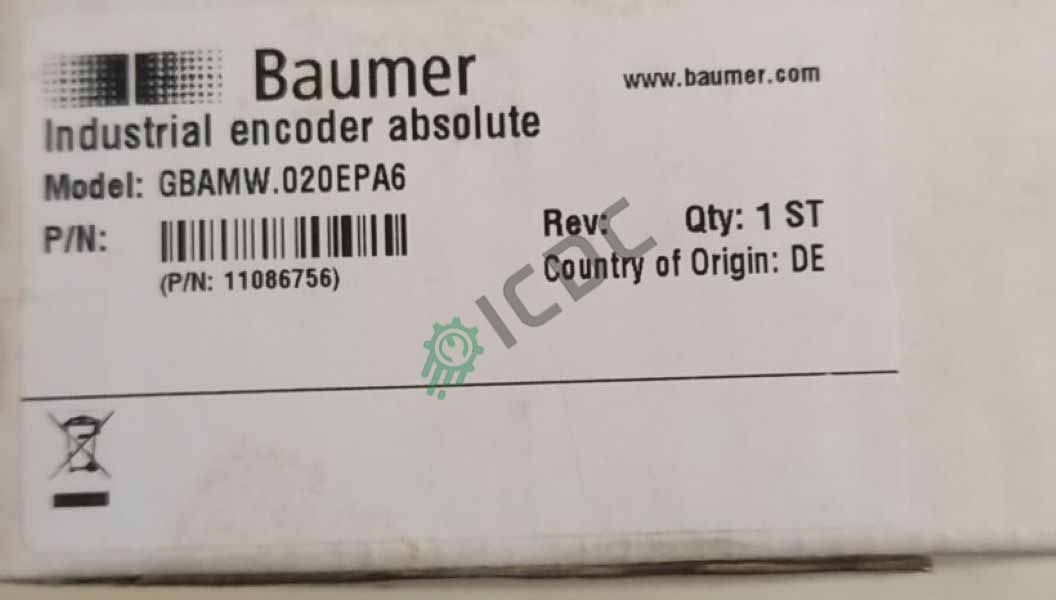 Baumer
www.baumer.com
Industrial encoder absolute
Model: GBAMW.020EPA6
P/N:
(P/N: 11086756)
Rev:
Qty: 1 ST
Country of Origin: DE
ICDC